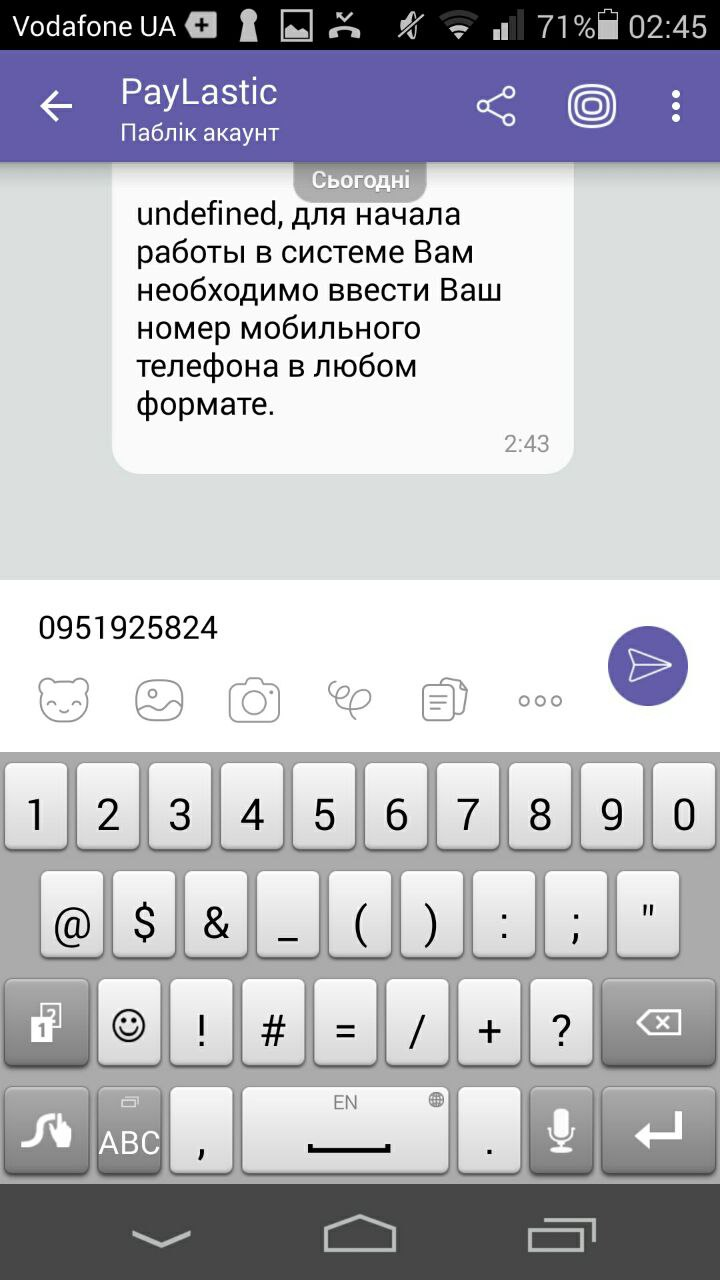 Vodafone UA 71% 02:45
PayLastic
Паблік акаунт
Сьогодні
undefined, для начала
работы в системе Вам
необходимо ввести Ваш
номер мобильного
телефона в любом
формате.
2:43
0951925824
1 2 3 4 5 6 7 8 9 0
@ $ & _ ( ) : ; "
1 2 ! # = / + ?
ABC , EN .